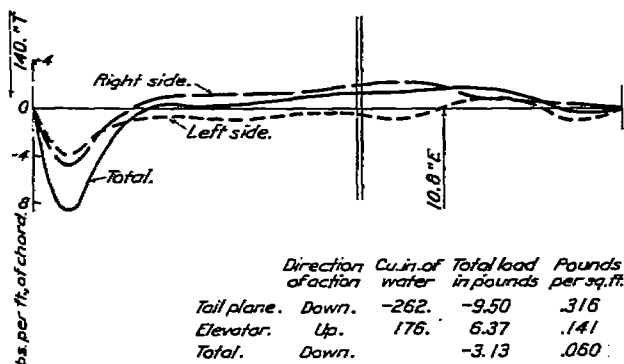 140."T
4
Right side.
0
Left side.
-4
Total.
8
10.8"E
bs. per ft, of chord.
Direction of action Cu.in.of water Total load in pounds Pounds per sq.ft.
Tail plane. Down. -262. -9.50 .316
Elevator. Up. 176. 6.37 .141
Total. Down. -3.13 .060